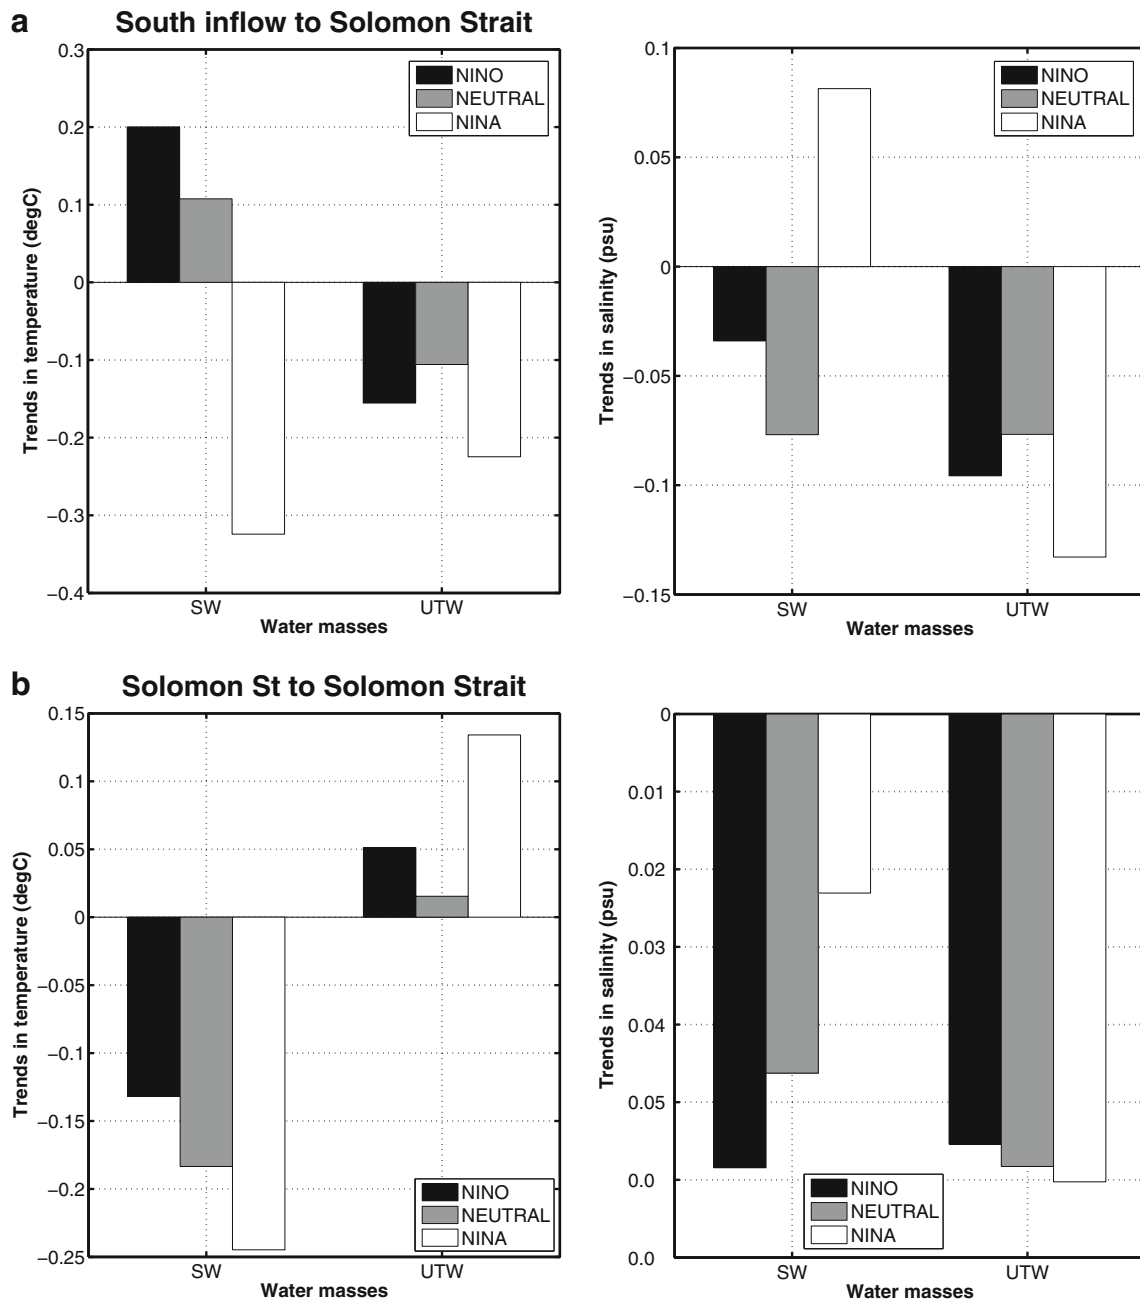 a South inflow to Solomon Strait
0.3
0.2
0.1
0
−0.1
−0.2
−0.3
−0.4
Trends in temperature (degC)
NINO
NEUTRAL
NINA
SW UTW
Water masses
0.1
0.05
0
−0.05
−0.1
−0.15
Trends in salinity (psu)
NINO
NEUTRAL
NINA
SW UTW
Water masses
b Solomon St to Solomon Strait
0.15
0.1
0.05
0
−0.05
−0.1
−0.15
−0.2
−0.25
Trends in temperature (degC)
NINO
NEUTRAL
NINA
SW UTW
Water masses
0
0.01
0.02
0.03
0.04
0.05
0.0
0.0
Trends in salinity (psu)
NINO
NEUTRAL
NINA
SW UTW
Water masses